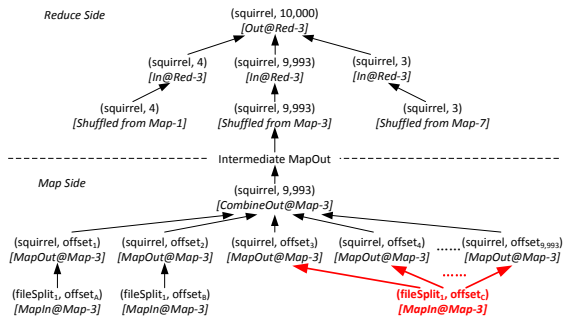 Reduce Side
(squirrel, 10,000)
[Out@Red-3]
(squirrel, 4) (squirrel, 9,993) (squirrel, 3)
[In@Red-3] [In@Red-3] [In@Red-3]
(squirrel, 4) (squirrel, 9,993) (squirrel, 3)
[Shuffled from Map-1] [Shuffled from Map-3] [Shuffled from Map-7]
Intermediate MapOut
Map Side
(squirrel, 9,993)
[CombineOut@Map-3]
(squirrel, offset₁) (squirrel, offset₂) (squirrel, offset₃) (squirrel, offset₄) ...... (squirrel, offset₉,₉₉₃)
[MapOut@Map-3] [MapOut@Map-3] [MapOut@Map-3] [MapOut@Map-3] [MapOut@Map-3]
......
(fileSplit₁, offset_A) (fileSplit₁, offset_B) (fileSplit₁, offset_C)
[MapIn@Map-3] [MapIn@Map-3] [MapIn@Map-3]